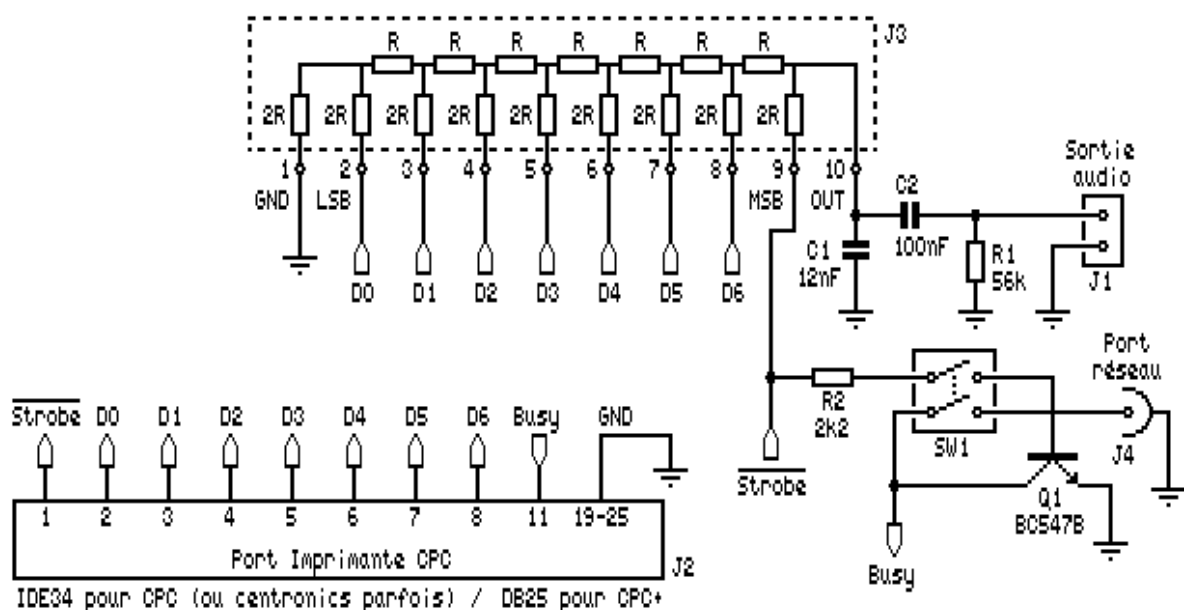 J3
R R R R R R R
2R 2R 2R 2R 2R 2R 2R 2R 2R
1 2 3 4 5 6 7 8 9 10
GND LSB MSB OUT
D0 D1 D2 D3 D4 D5 D6
C1
12nF
C2
100nF
R1
56k
Sortie
audio
J1
Port
réseau
J4
R2
2k2
SW1
Strobe
Q1
BC547B
Busy
Strobe D0 D1 D2 D3 D4 D5 D6 Busy GND
1 2 3 4 5 6 7 8 11 19-25
Port Imprimante CPC
J2
IDE34 pour CPC (ou centronics parfois) / DB25 pour CPC+